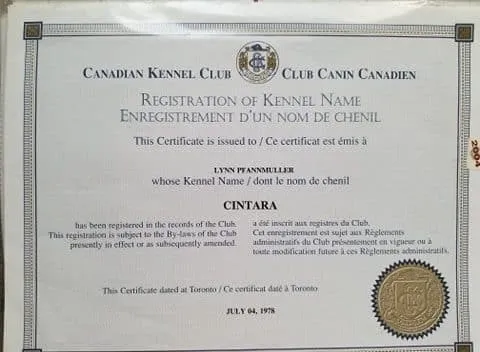 CANADIAN KENNEL CLUB CLUB CANIN CANADIEN
REGISTRATION OF KENNEL NAME
ENREGISTREMENT D'UN NOM DE CHENIL
This Certificate is issued to / Ce certificat est émis à
LYNN PFANNMULLER
whose Kennel Name / dont le nom de chenil
CINTARA
has been registered in the records of the Club.
This registration is subject to the By-laws of the Club
presently in effect or as subsequently amended.
a été inscrit aux registres du Club.
Cet enregistrement est sujet aux Règlements
administratifs du Club présentement en vigueur ou à
toute modification future à ces Règlements administratifs.
This Certificate dated at Toronto / Ce certificat daté à Toronto
JULY 04, 1978
2004